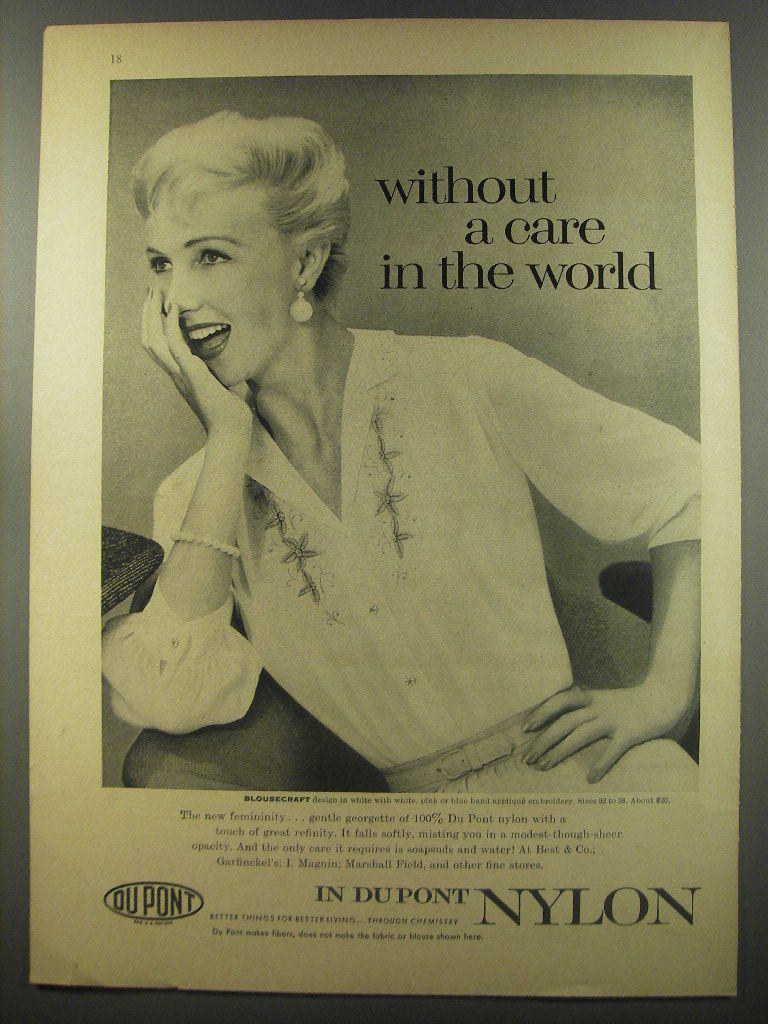 18
without
a care
in the world
BLOUSECRAFT design in white with white, pink or blue hand appliqué embroidery. Sizes 32 to 38. About $20.
The new femininity... gentle georgette of 100% Du Pont nylon with a
touch of great refinity. It falls softly, misting you in a modest-though-sheer
opacity. And the only care it requires is soapsuds and water! At Best & Co.;
Garfinckel's; I. Magnin; Marshall Field, and other fine stores.
DU PONT
REG. U.S. PAT. OFF.
IN DU PONT NYLON
BETTER THINGS FOR BETTER LIVING...THROUGH CHEMISTRY
Du Pont makes fibers, does not make the fabric or blouse shown here.